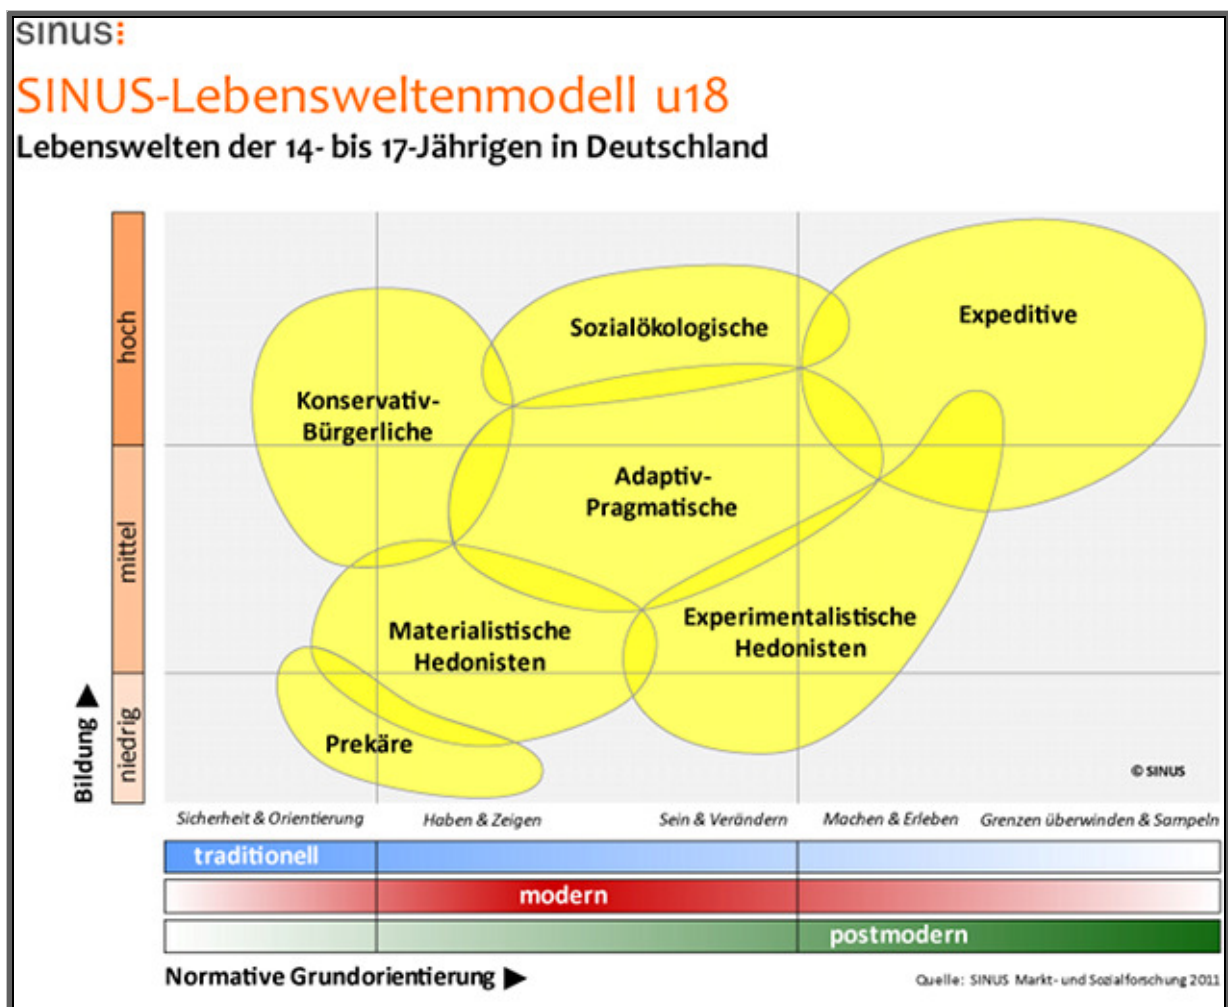 sinus:
SINUS-Lebensweltenmodell u18
Lebenswelten der 14- bis 17-Jährigen in Deutschland
hoch
mittel
niedrig
Bildung ▶
Sozialökologische
Expeditive
Konservativ-
Bürgerliche
Adaptiv-
Pragmatische
Materialistische
Hedonisten
Experimentalistische
Hedonisten
Prekäre
© SINUS
Sicherheit & Orientierung
Haben & Zeigen
Sein & Verändern
Machen & Erleben
Grenzen überwinden & Sampeln
traditionell
modern
postmodern
Normative Grundorientierung ▶
Quelle: SINUS Markt- und Sozialforschung 2011